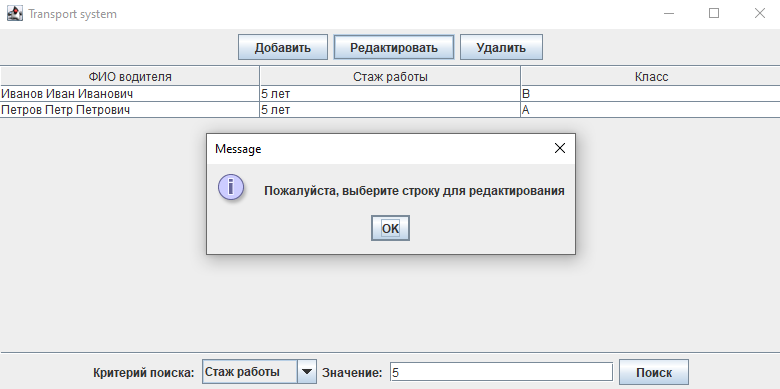 Transport system
Добавить Редактировать Удалить
ФИО водителя Стаж работы Класс
Иванов Иван Иванович 5 лет B
Петров Петр Петрович 5 лет A
Message
Пожалуйста, выберите строку для редактирования
OK
Критерий поиска: Стаж работы Значение: 5 Поиск